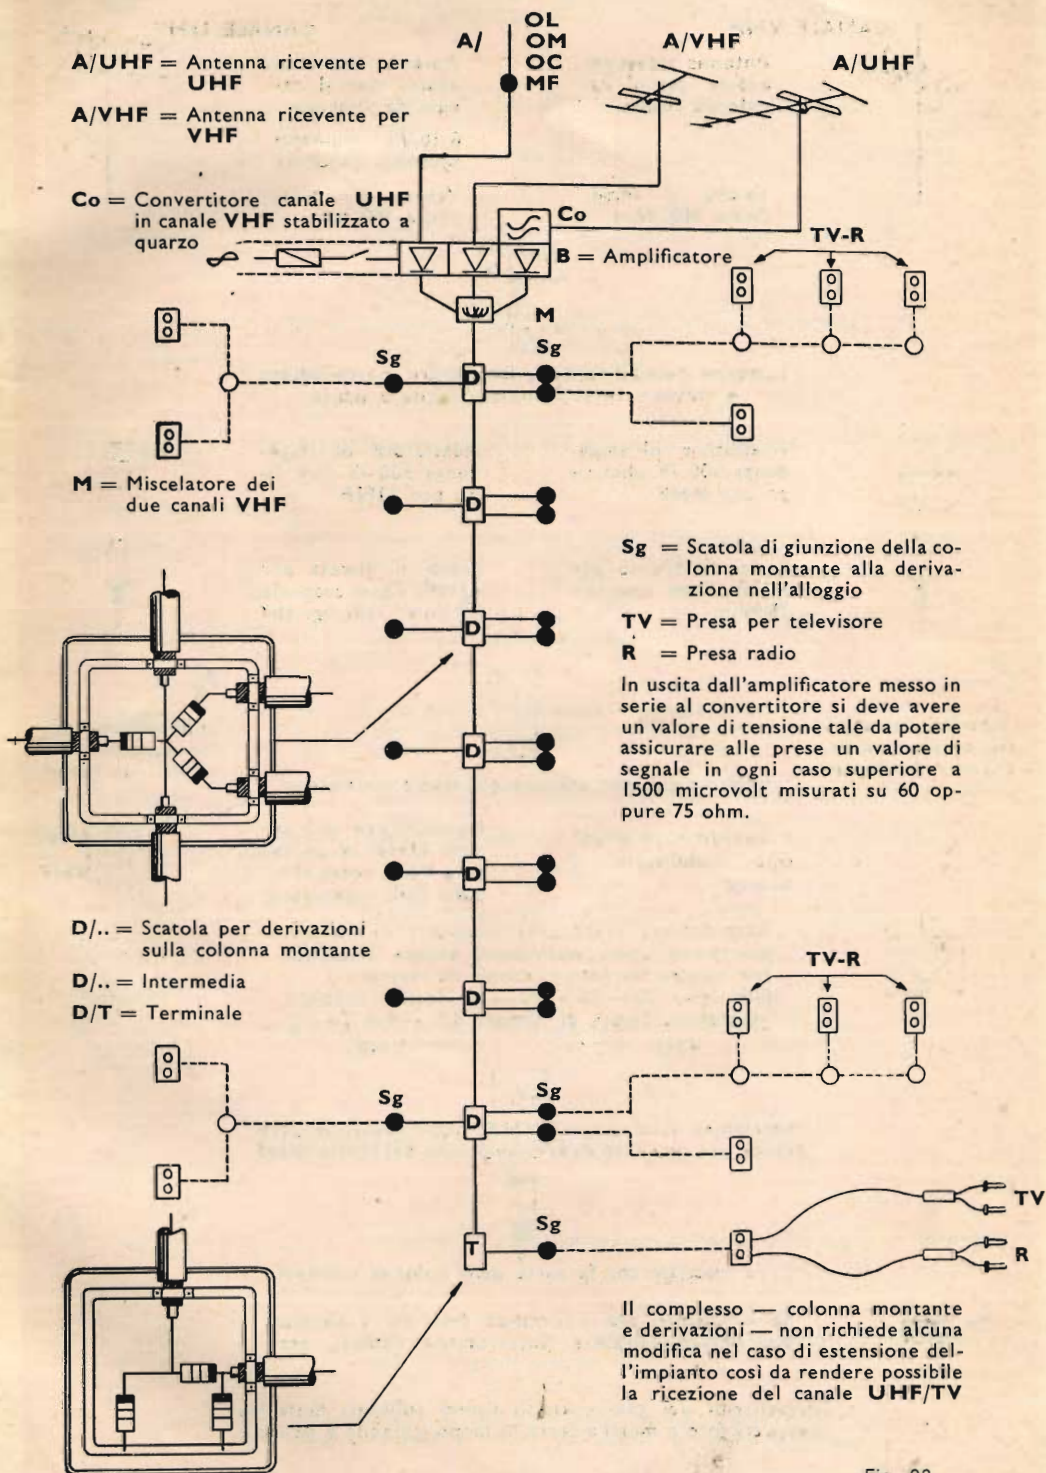 OL
A/ OM
OC
MF
A/VHF
A/UHF
A/UHF = Antenna ricevente per
UHF
A/VHF = Antenna ricevente per
VHF
Co = Convertitore canale UHF
in canale VHF stabilizzato a
quarzo
Co
B = Amplificatore
TV-R
M
Sg
Sg
D
M = Miscelatore dei
due canali VHF
D
Sg = Scatola di giunzione della co-
lonna montante alla deriva-
zione nell'alloggio
TV = Presa per televisore
R = Presa radio
In uscita dall'amplificatore messo in
serie al convertitore si deve avere
un valore di tensione tale da potere
assicurare alle prese un valore di
segnale in ogni caso superiore a
1500 microvolt misurati su 60 op-
pure 75 ohm.
D
D
D
D/.. = Scatola per derivazioni
sulla colonna montante
D/.. = Intermedia
D/T = Terminale
D
TV-R
Sg
Sg
D
Sg
T
TV
R
Il complesso — colonna montante
e derivazioni — non richiede alcuna
modifica nel caso di estensione del-
l'impianto così da rendere possibile
la ricezione del canale UHF/TV